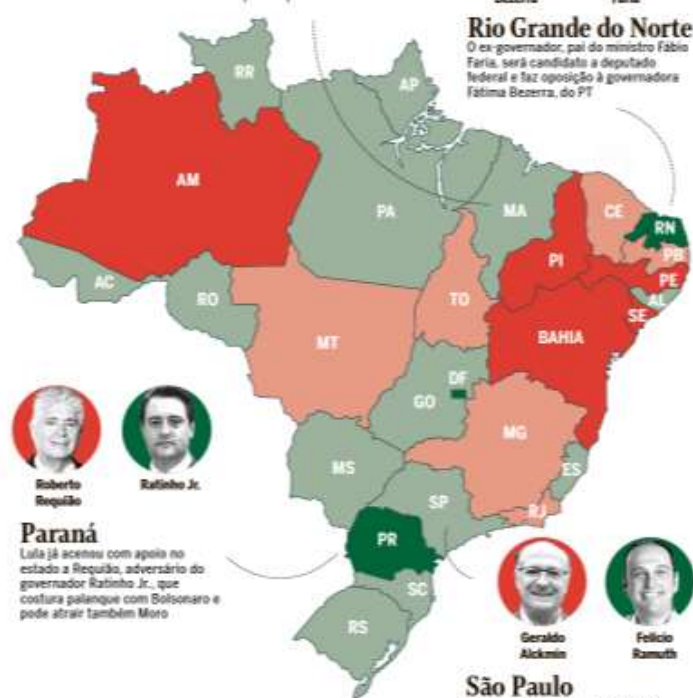 Rio Grande do Norte
O ex-governador, pai do ministro Fábio
Faria, será candidato a deputado
federal e faz oposição à governadora
Fátima Bezerra, do PT
RR
AP
AM
PA
MA
CE
RN
PB
PI
PE
AL
SE
AC
RO
TO
MT
BAHIA
DF
GO
MG
ES
MS
SP
RJ
PR
SC
RS
Roberto
Requião
Ratinho Jr.
Paraná
Lula já acenou com apoio no
estado a Requião, adversário do
governador Ratinho Jr., que
costura palanque com Bolsonaro e
pode atrair também Moro
Geraldo
Alckmin
Felício
Ramuth
São Paulo